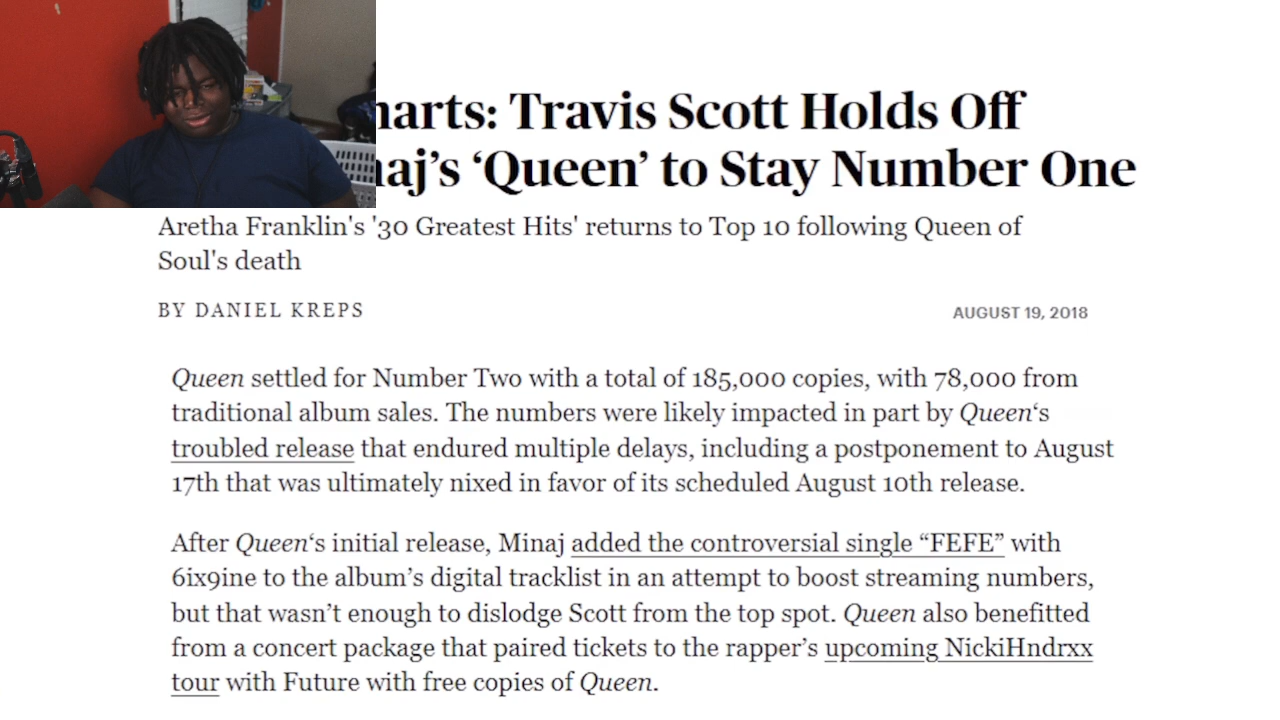 harts: Travis Scott Holds Off
naj's ‘Queen’ to Stay Number One
Aretha Franklin's '30 Greatest Hits' returns to Top 10 following Queen of
Soul's death
BY DANIEL KREPS
AUGUST 19, 2018
Queen settled for Number Two with a total of 185,000 copies, with 78,000 from
traditional album sales. The numbers were likely impacted in part by Queen‘s
troubled release that endured multiple delays, including a postponement to August
17th that was ultimately nixed in favor of its scheduled August 10th release.
After Queen‘s initial release, Minaj added the controversial single “FEFE” with
6ix9ine to the album’s digital tracklist in an attempt to boost streaming numbers,
but that wasn’t enough to dislodge Scott from the top spot. Queen also benefitted
from a concert package that paired tickets to the rapper’s upcoming NickiHndrxx
tour with Future with free copies of Queen.